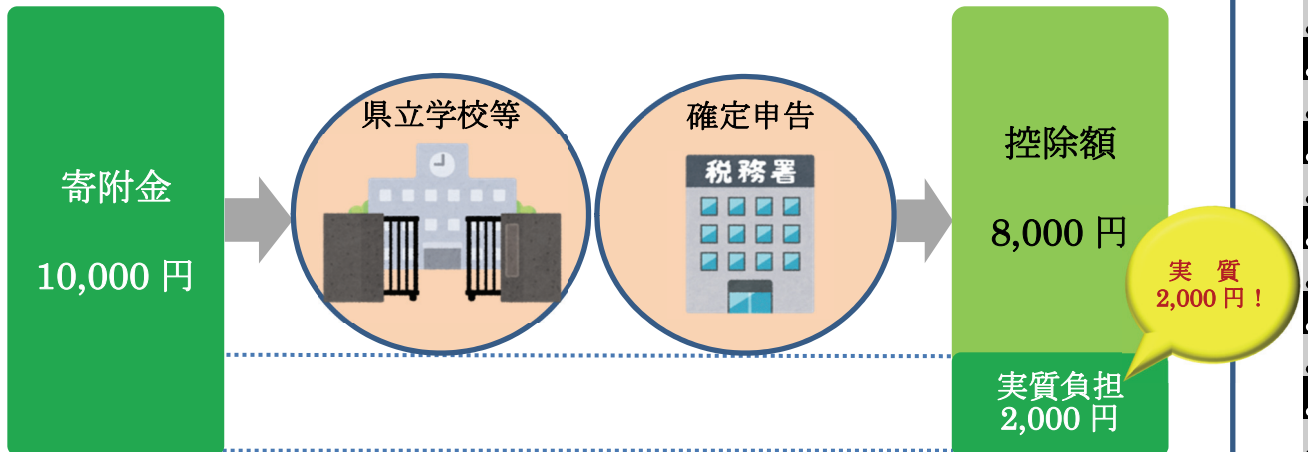 寄附金
10,000 円
県立学校等
確定申告
税務署
控除額
8,000 円
実　質
2,000 円！
実質負担
2,000 円